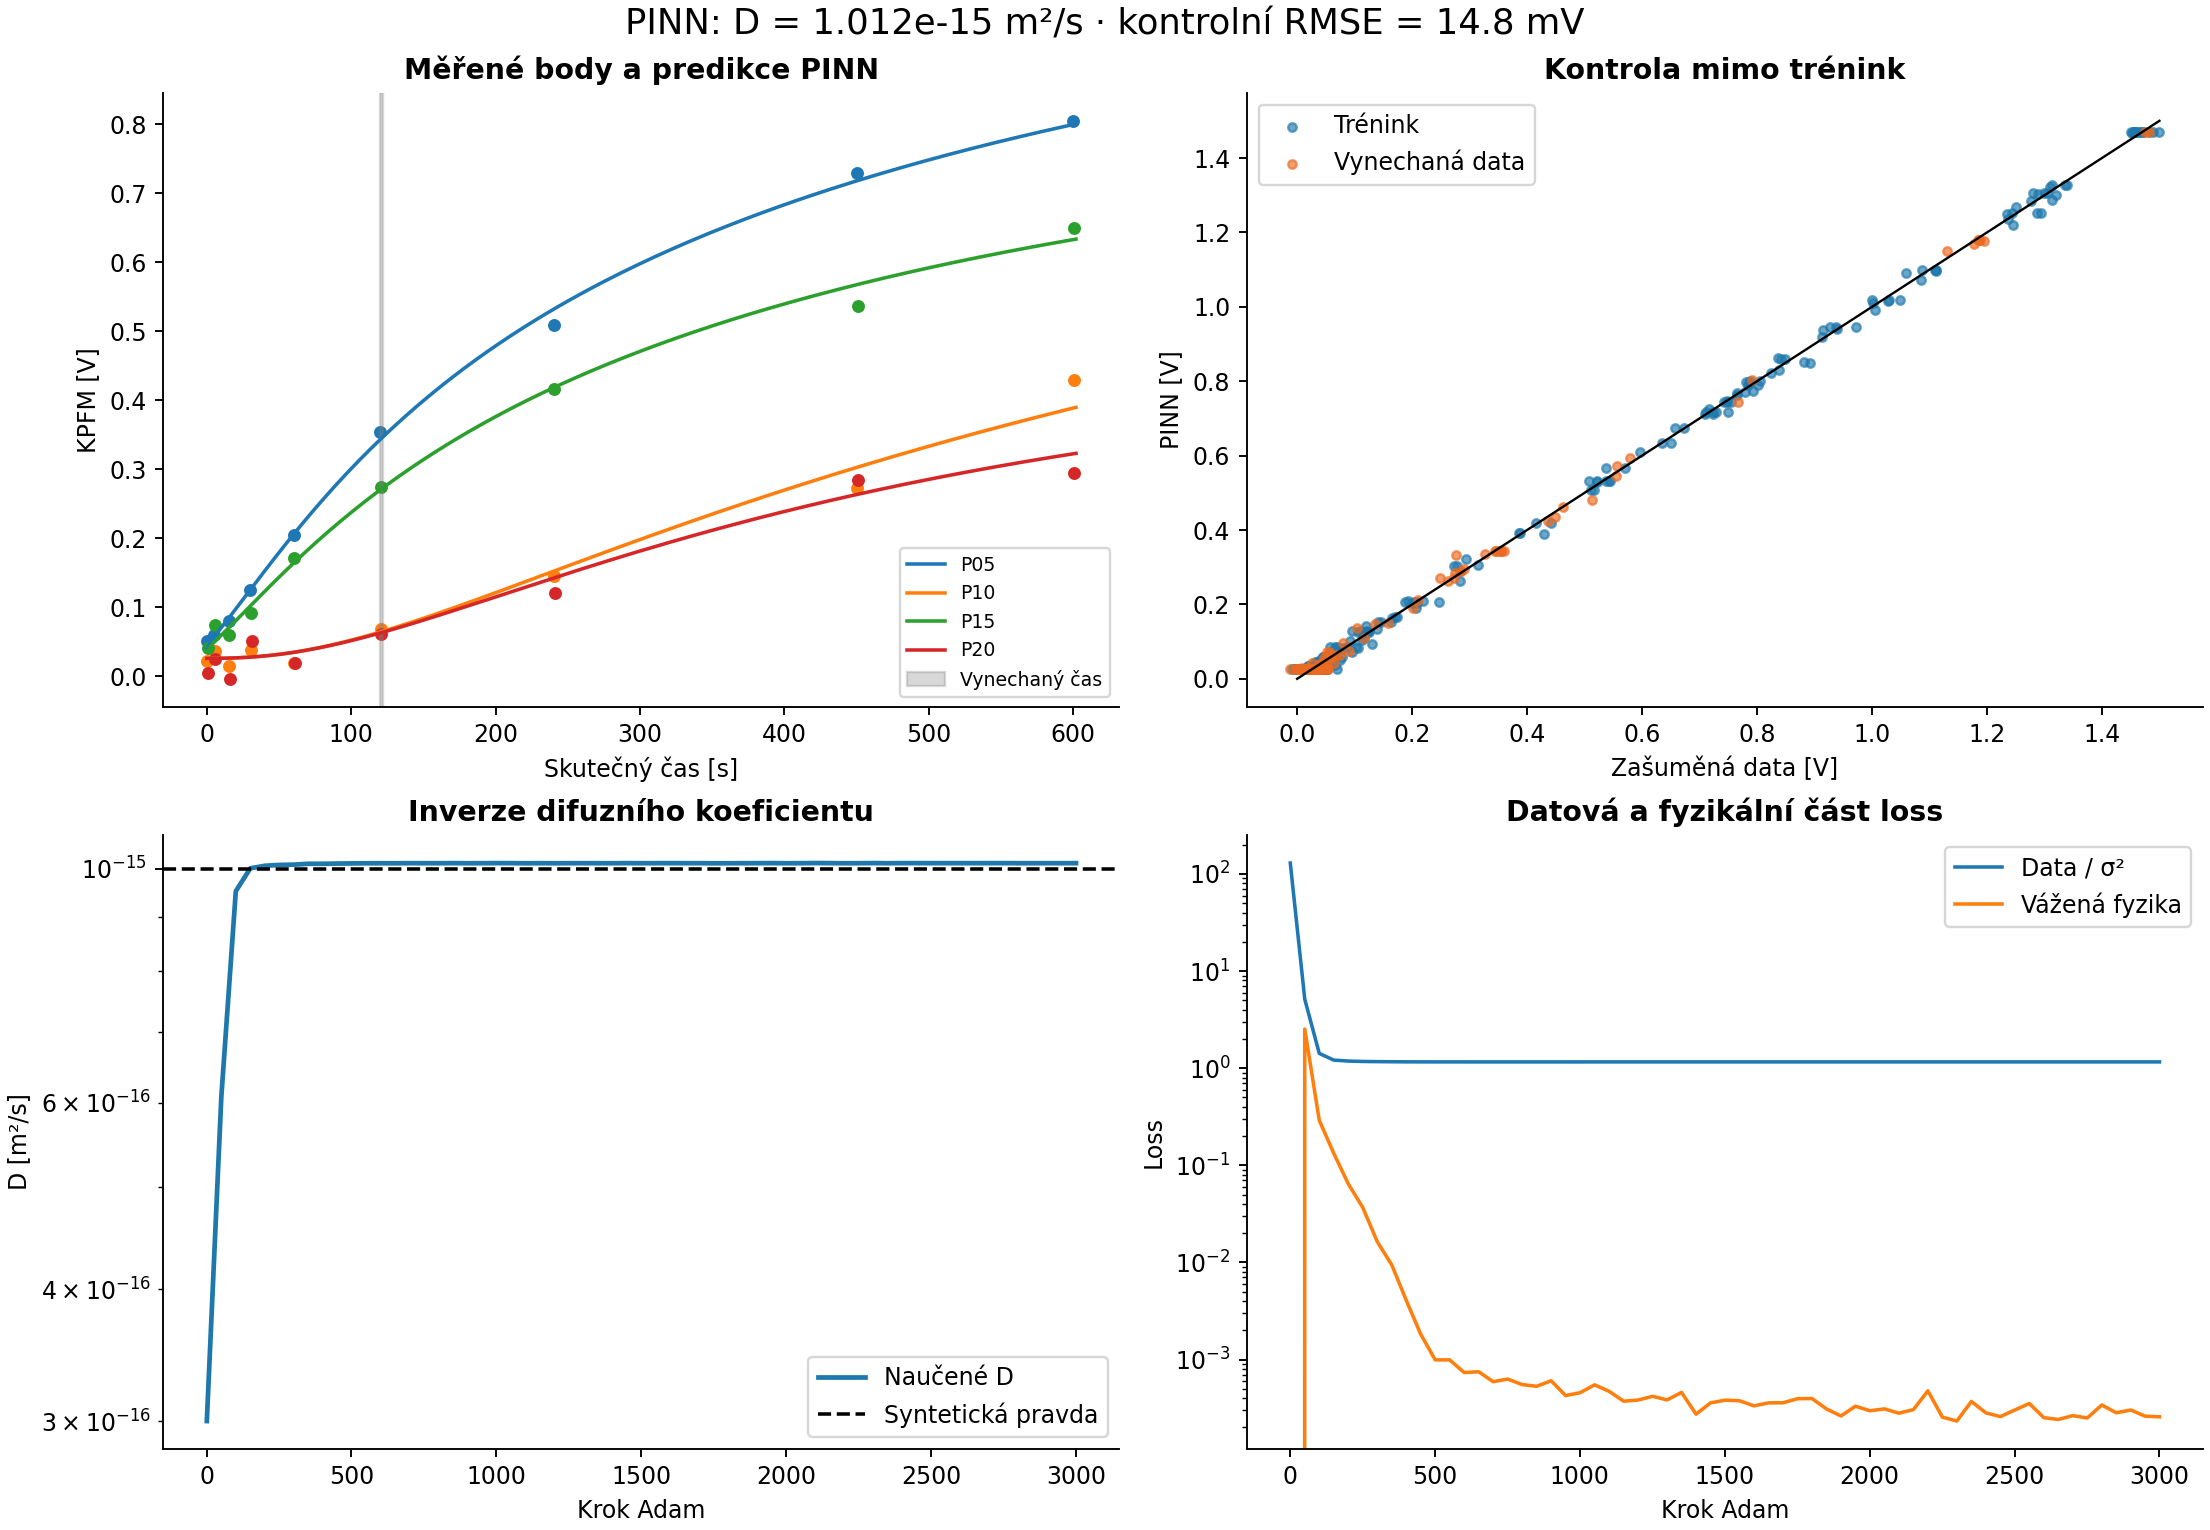 PINN: D = 1.012e-15 m²/s · kontrolní RMSE = 14.8 mV
Měřené body a predikce PINN
KPFM [V]
0.8
0.7
0.6
0.5
0.4
0.3
0.2
0.1
0.0
0 100 200 300 400 500 600
Skutečný čas [s]
P05
P10
P15
P20
Vynechaný čas
Kontrola mimo trénink
Trénink
Vynechaná data
PINN [V]
1.4
1.2
1.0
0.8
0.6
0.4
0.2
0.0
0.0 0.2 0.4 0.6 0.8 1.0 1.2 1.4
Zašuměná data [V]
Inverze difuzního koeficientu
D [m²/s]
10⁻¹⁵
6 × 10⁻¹⁶
4 × 10⁻¹⁶
3 × 10⁻¹⁶
Naučené D
Syntetická pravda
0 500 1000 1500 2000 2500 3000
Krok Adam
Datová a fyzikální část loss
Data / σ²
Vážená fyzika
Loss
10²
10¹
10⁰
10⁻¹
10⁻²
10⁻³
0 500 1000 1500 2000 2500 3000
Krok Adam